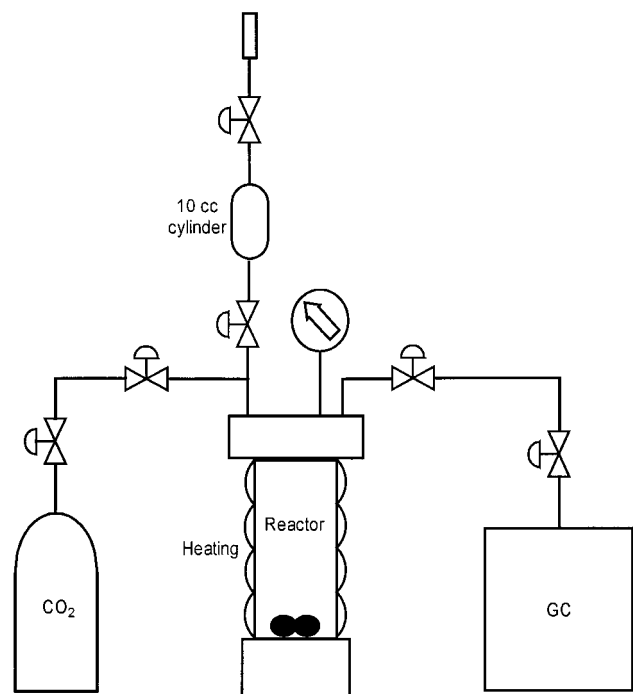 10 cc
cylinder
Reactor
Heating
CO₂
GC